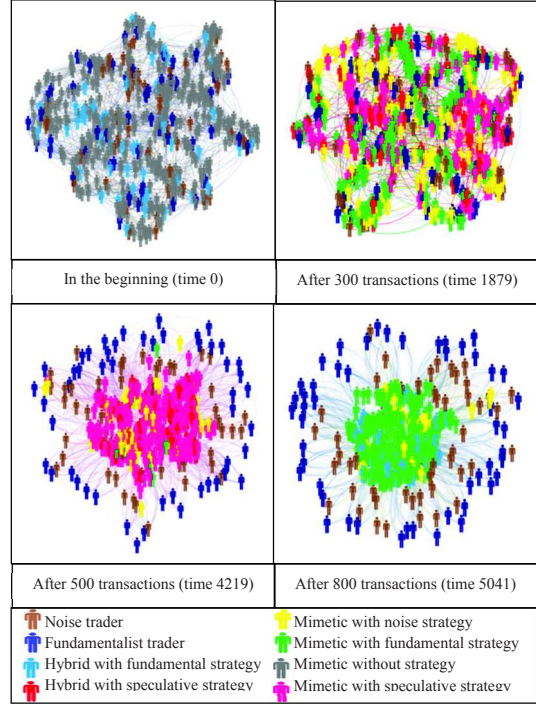 In the beginning (time 0)
After 300 transactions (time 1879)
After 500 transactions (time 4219)
After 800 transactions (time 5041)
Noise trader
Fundamentalist trader
Hybrid with fundamental strategy
Hybrid with speculative strategy
Mimetic with noise strategy
Mimetic with fundamental strategy
Mimetic without strategy
Mimetic with speculative strategy